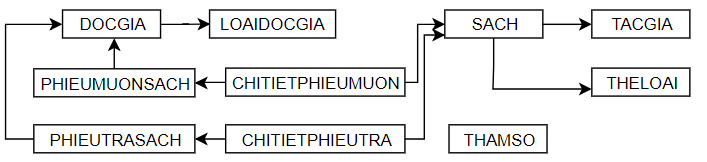 DOCGIA LOAIDOCGIA SACH TACGIA
PHIEUMUONSACH CHITIETPHIEUMUON THELOAI
PHIEUTRASACH CHITIETPHIEUTRA THAMSO